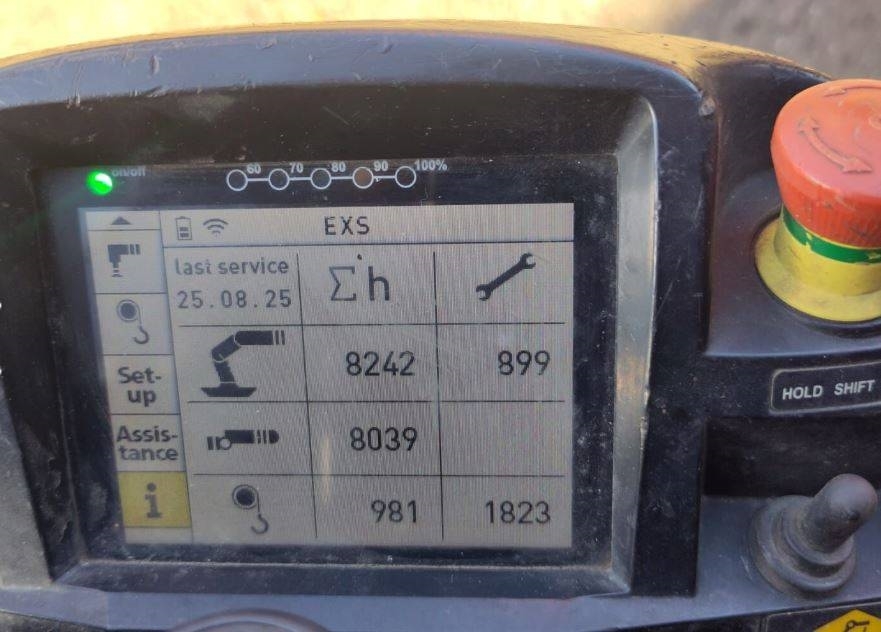 on/off
60 70 80 90 100%
EXS
last service
25.08.25
Σh
8242 899
Set-
up
8039
Assis-
tance
i
981 1823
HOLD SHIFT